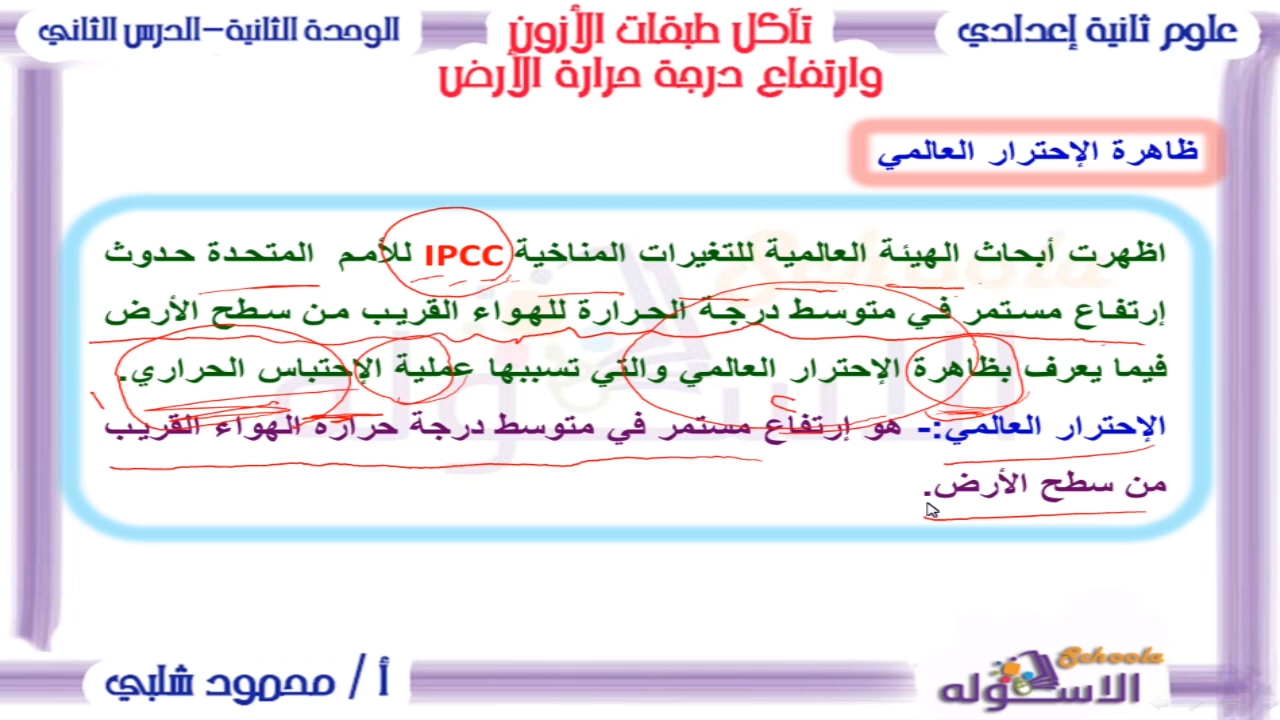 علوم ثانية إعدادي
تآكل طبقات الأزون
وارتفاع درجة حرارة الأرض
الوحدة الثانية-الدرس الثاني
ظاهرة الإحترار العالمي
اظهرت أبحاث الهيئة العالمية للتغيرات المناخية IPCC للأمم المتحدة حدوث
إرتفاع مستمر في متوسط درجة الحرارة للهواء القريب من سطح الأرض
فيما يعرف بظاهرة الإحترار العالمي والتي تسببها عملية الإحتباس الحراري.
الإحترار العالمي:- هو إرتفاع مستمر في متوسط درجة حرارة الهواء القريب
من سطح الأرض.
أ / محمود شلبي
Schoola
الاسكوله